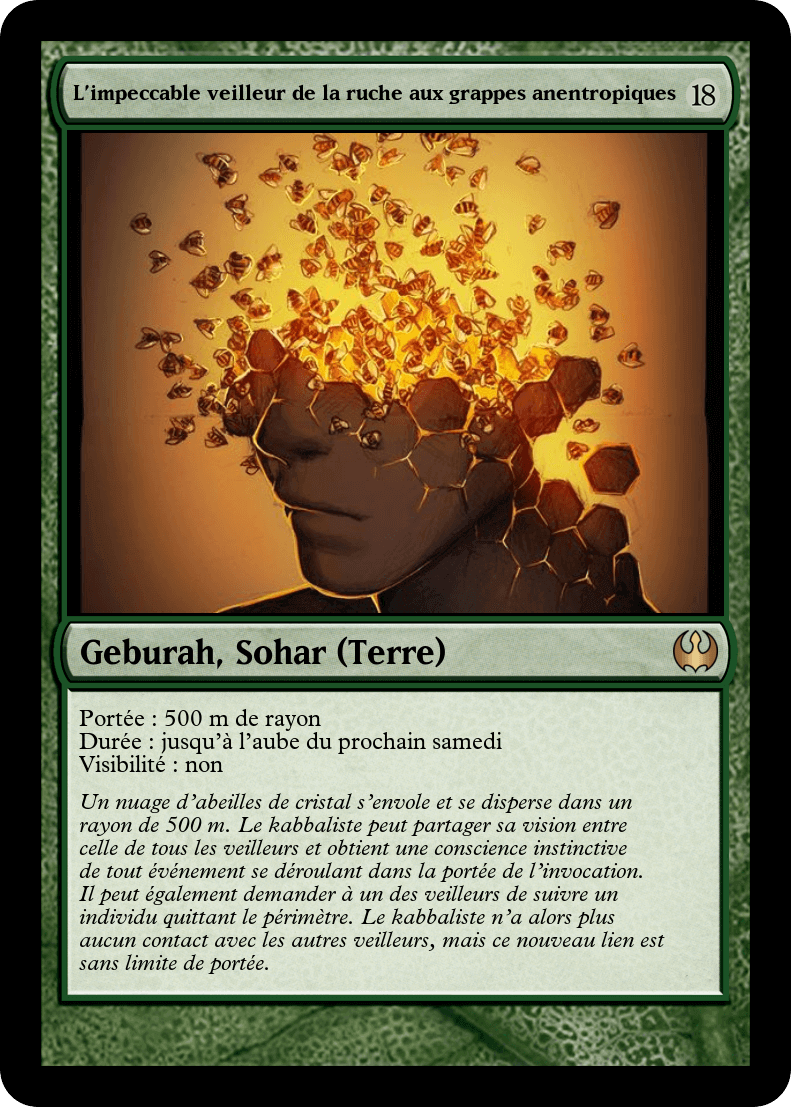 L'impeccable veilleur de la ruche aux grappes anentropiques 18
Geburah, Sohar (Terre)
Portée : 500 m de rayon
Durée : jusqu'à l'aube du prochain samedi
Visibilité : non
Un nuage d'abeilles de cristal s'envole et se disperse dans un
rayon de 500 m. Le kabbaliste peut partager sa vision entre
celle de tous les veilleurs et obtient une conscience instinctive
de tout événement se déroulant dans la portée de l'invocation.
Il peut également demander à un des veilleurs de suivre un
individu quittant le périmètre. Le kabbaliste n'a alors plus
aucun contact avec les autres veilleurs, mais ce nouveau lien est
sans limite de portée.